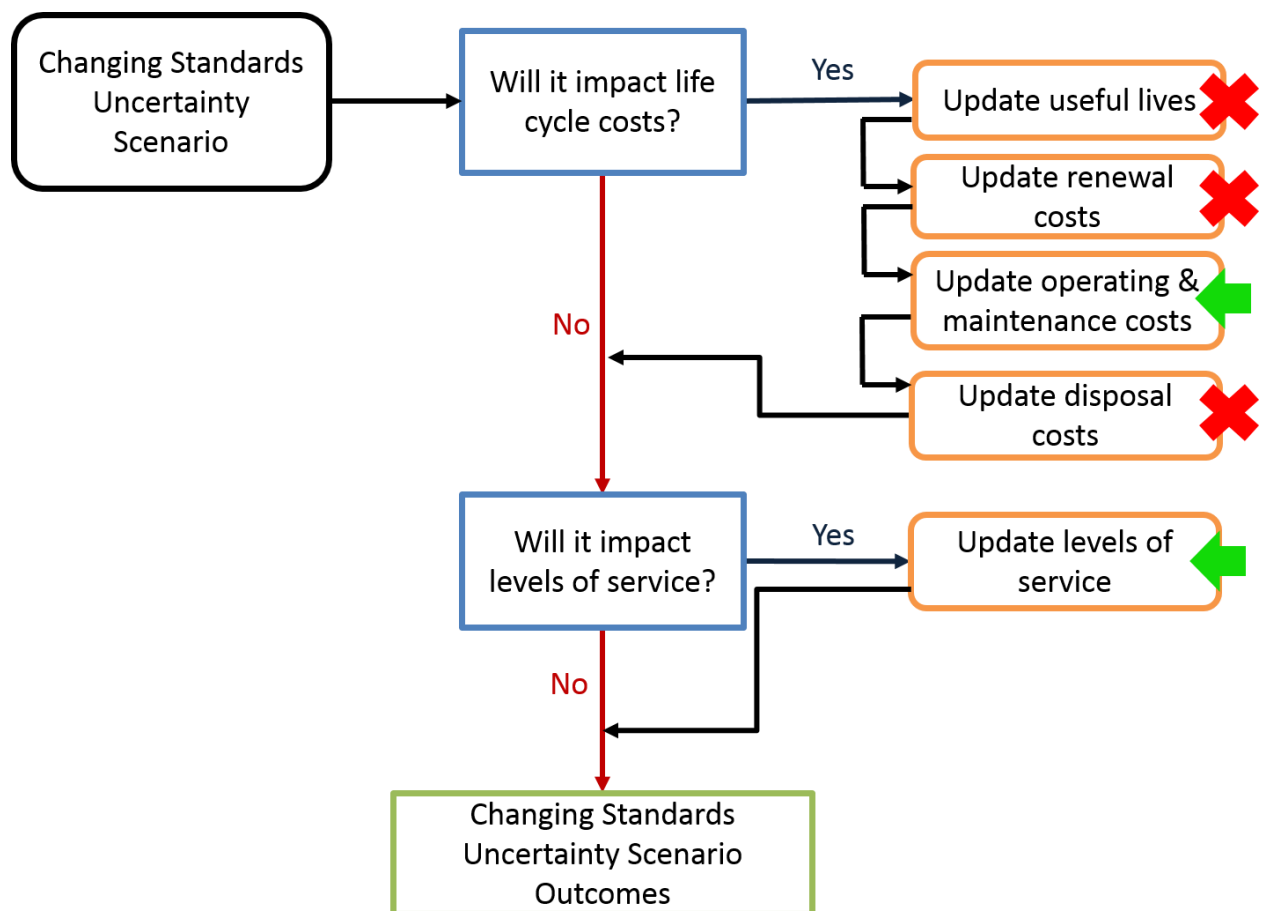 Changing Standards
Uncertainty
Scenario
Will it impact life
cycle costs?
Yes
Update useful lives
Update renewal
costs
Update operating &
maintenance costs
Update disposal
costs
No
Will it impact
levels of service?
Yes
Update levels of
service
No
Changing Standards
Uncertainty Scenario
Outcomes